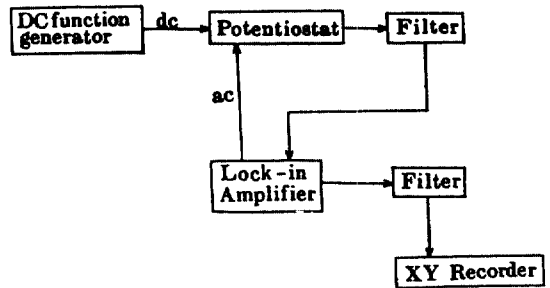 DC function
generator
dc
Potentiostat
Filter
ac
Lock-in
Amplifier
Filter
XY Recorder